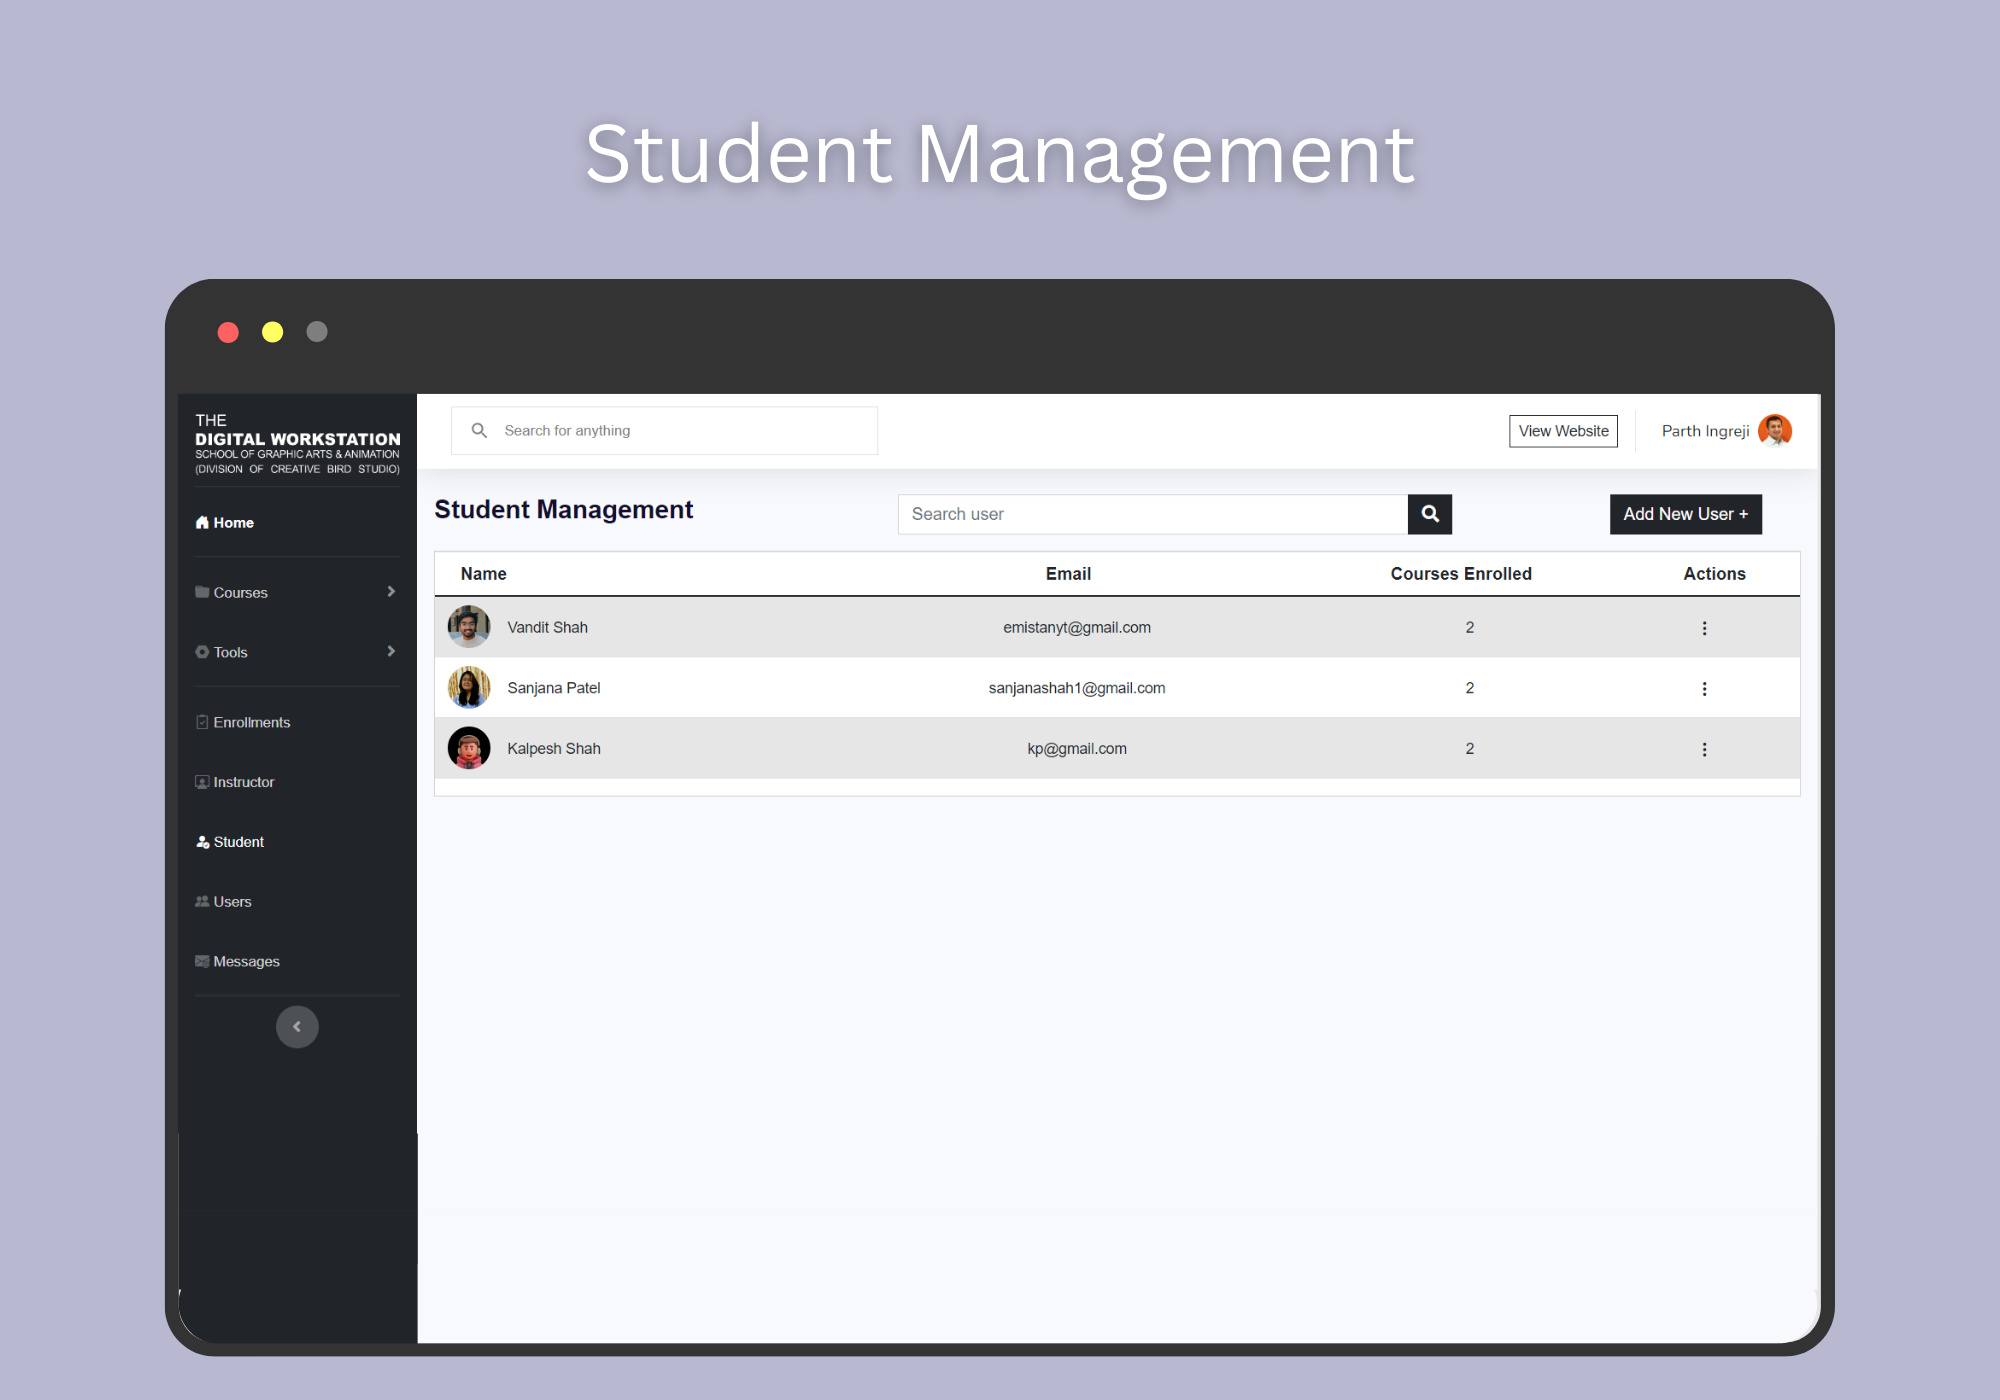 Student Management
THE
DIGITAL WORKSTATION
SCHOOL OF GRAPHIC ARTS & ANIMATION
(DIVISION OF CREATIVE BIRD STUDIO)
Home
Courses
Tools
Enrollments
Instructor
Student
Users
Messages
Search for anything
View Website
Parth Ingreji
Student Management
Search user
Add New User +
Name Email Courses Enrolled Actions
Vandit Shah emistanyt@gmail.com 2
Sanjana Patel sanjanashah1@gmail.com 2
Kalpesh Shah kp@gmail.com 2